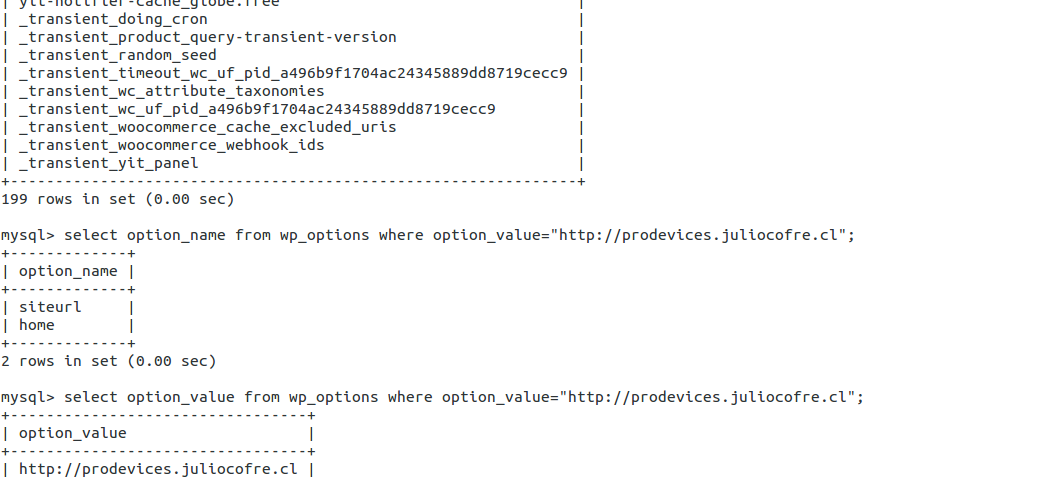 | yit-notifier-cache_globe.free |
| _transient_doing_cron |
| _transient_product_query-transient-version |
| _transient_random_seed |
| _transient_timeout_wc_uf_pid_a496b9f1704ac24345889dd8719cecc9 |
| _transient_wc_attribute_taxonomies |
| _transient_wc_uf_pid_a496b9f1704ac24345889dd8719cecc9 |
| _transient_woocommerce_cache_excluded_uris |
| _transient_woocommerce_webhook_ids |
| _transient_yit_panel |
+---------------------------------------------------------------+
199 rows in set (0.00 sec)
mysql> select option_name from wp_options where option_value="http://prodevices.juliocofre.cl";
+-------------+
| option_name |
+-------------+
| siteurl |
| home |
+-------------+
2 rows in set (0.00 sec)
mysql> select option_value from wp_options where option_value="http://prodevices.juliocofre.cl";
+---------------------------------+
| option_value |
+---------------------------------+
| http://prodevices.juliocofre.cl |